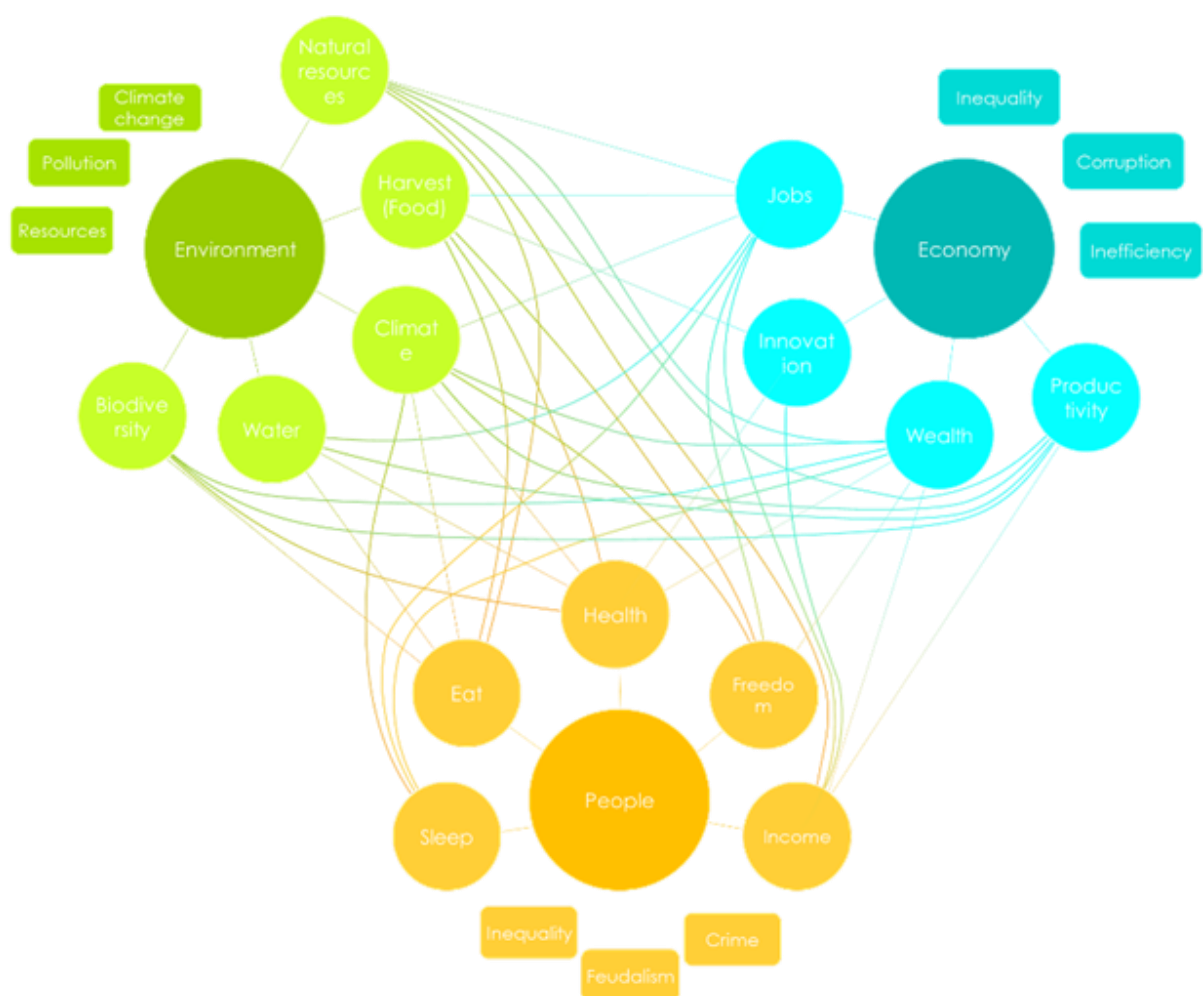 Natural
resourc
es
Climate
change
Pollution
Resources
Environment
Harvest
(Food)
Climat
e
Biodive
rsity
Water
Inequality
Corruption
Inefficiency
Jobs
Economy
Innovat
ion
Wealth
Produc
tivity
Health
Eat
Freedo
m
People
Sleep
Income
Inequality
Feudalism
Crime